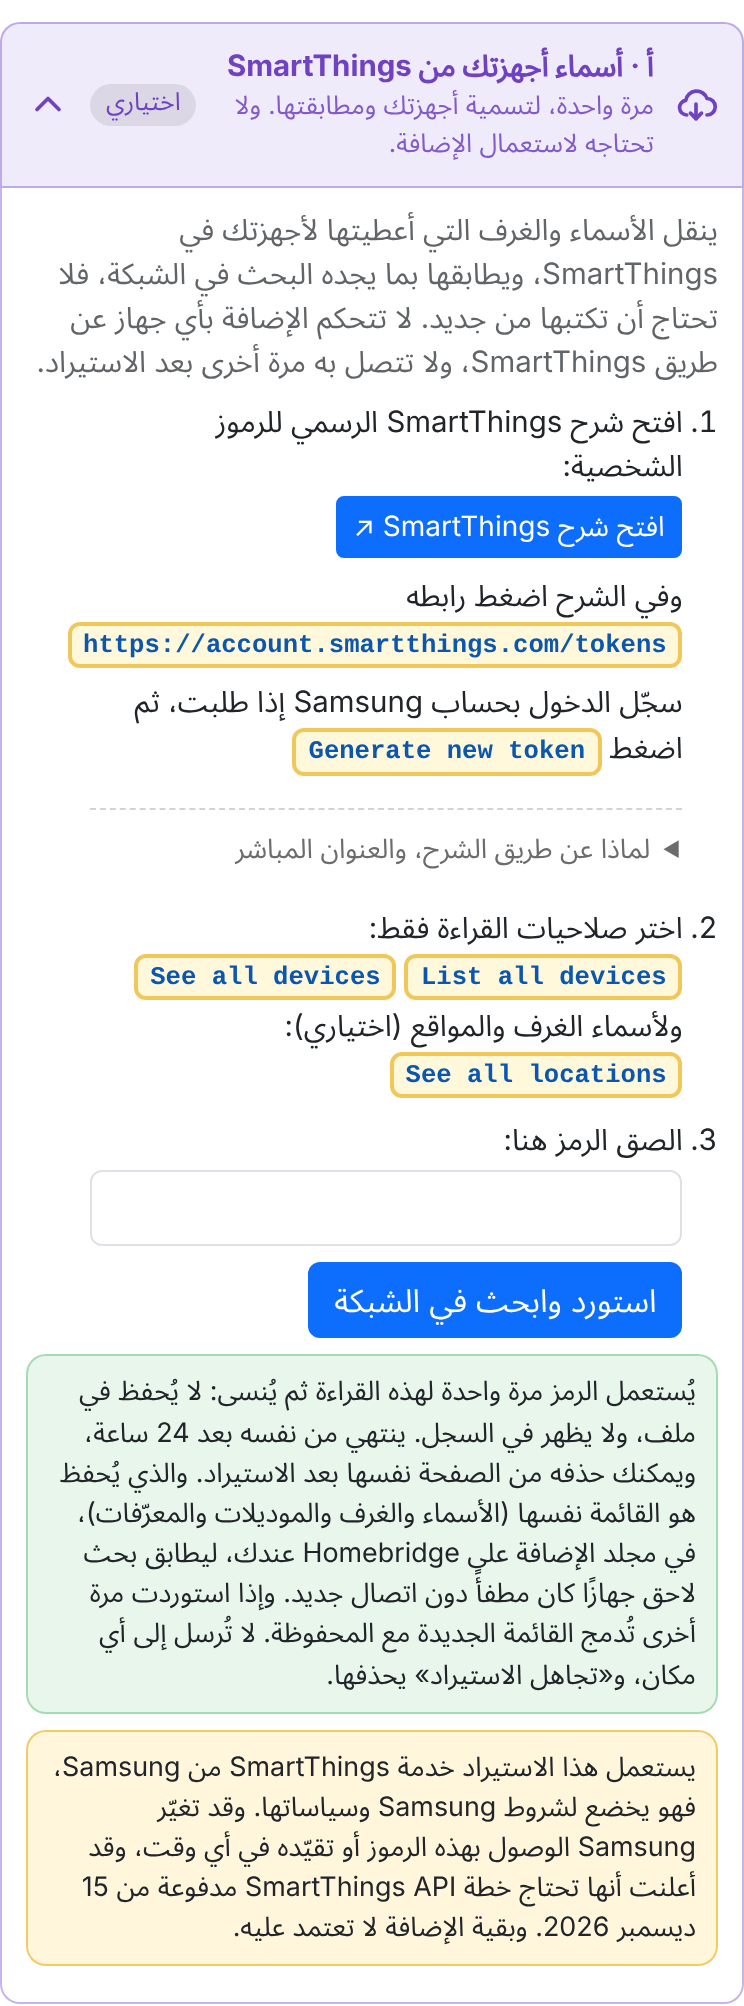 أ · أسماء أجهزتك من SmartThings
مرة واحدة، لتسمية أجهزتك ومطابقتها. ولا
تحتاجه لاستعمال الإضافة.
اختياري
ينقل الأسماء والغرف التي أعطيتها لأجهزتك في
SmartThings، ويطابقها بما يجده البحث في الشبكة، فلا
تحتاج أن تكتبها من جديد. لا تتحكم الإضافة بأي جهاز عن
طريق SmartThings، ولا تتصل به مرة أخرى بعد الاستيراد.
1. افتح شرح SmartThings الرسمي للرموز
الشخصية:
افتح شرح SmartThings ↗
وفي الشرح اضغط رابطه
https://account.smartthings.com/tokens
سجّل الدخول بحساب Samsung إذا طلبت، ثم
اضغط Generate new token
◀ لماذا عن طريق الشرح، والعنوان المباشر
2. اختر صلاحيات القراءة فقط:
List all devices See all devices
ولأسماء الغرف والمواقع (اختياري):
See all locations
3. الصق الرمز هنا:
استورد وابحث في الشبكة
يُستعمل الرمز مرة واحدة لهذه القراءة ثم يُنسى: لا يُحفظ في
ملف، ولا يظهر في السجل. ينتهي من نفسه بعد 24 ساعة،
ويمكنك حذفه من الصفحة نفسها بعد الاستيراد. والذي يُحفظ
هو القائمة نفسها (الأسماء والغرف والموديلات والمعرّفات)،
في مجلد الإضافة على Homebridge عندك، ليطابق بحث
لاحق جهازًا كان مطفأً دون اتصال جديد. وإذا استوردت مرة
أخرى تُدمج القائمة الجديدة مع المحفوظة. لا تُرسل إلى أي
مكان، و«تجاهل الاستيراد» يحذفها.
يستعمل هذا الاستيراد خدمة SmartThings من Samsung،
فهو يخضع لشروط Samsung وسياساتها. وقد تغيّر
Samsung الوصول بهذه الرموز أو تقيّده في أي وقت، وقد
أعلنت أنها تحتاج خطة SmartThings API مدفوعة من 15
ديسمبر 2026. وبقية الإضافة لا تعتمد عليه.